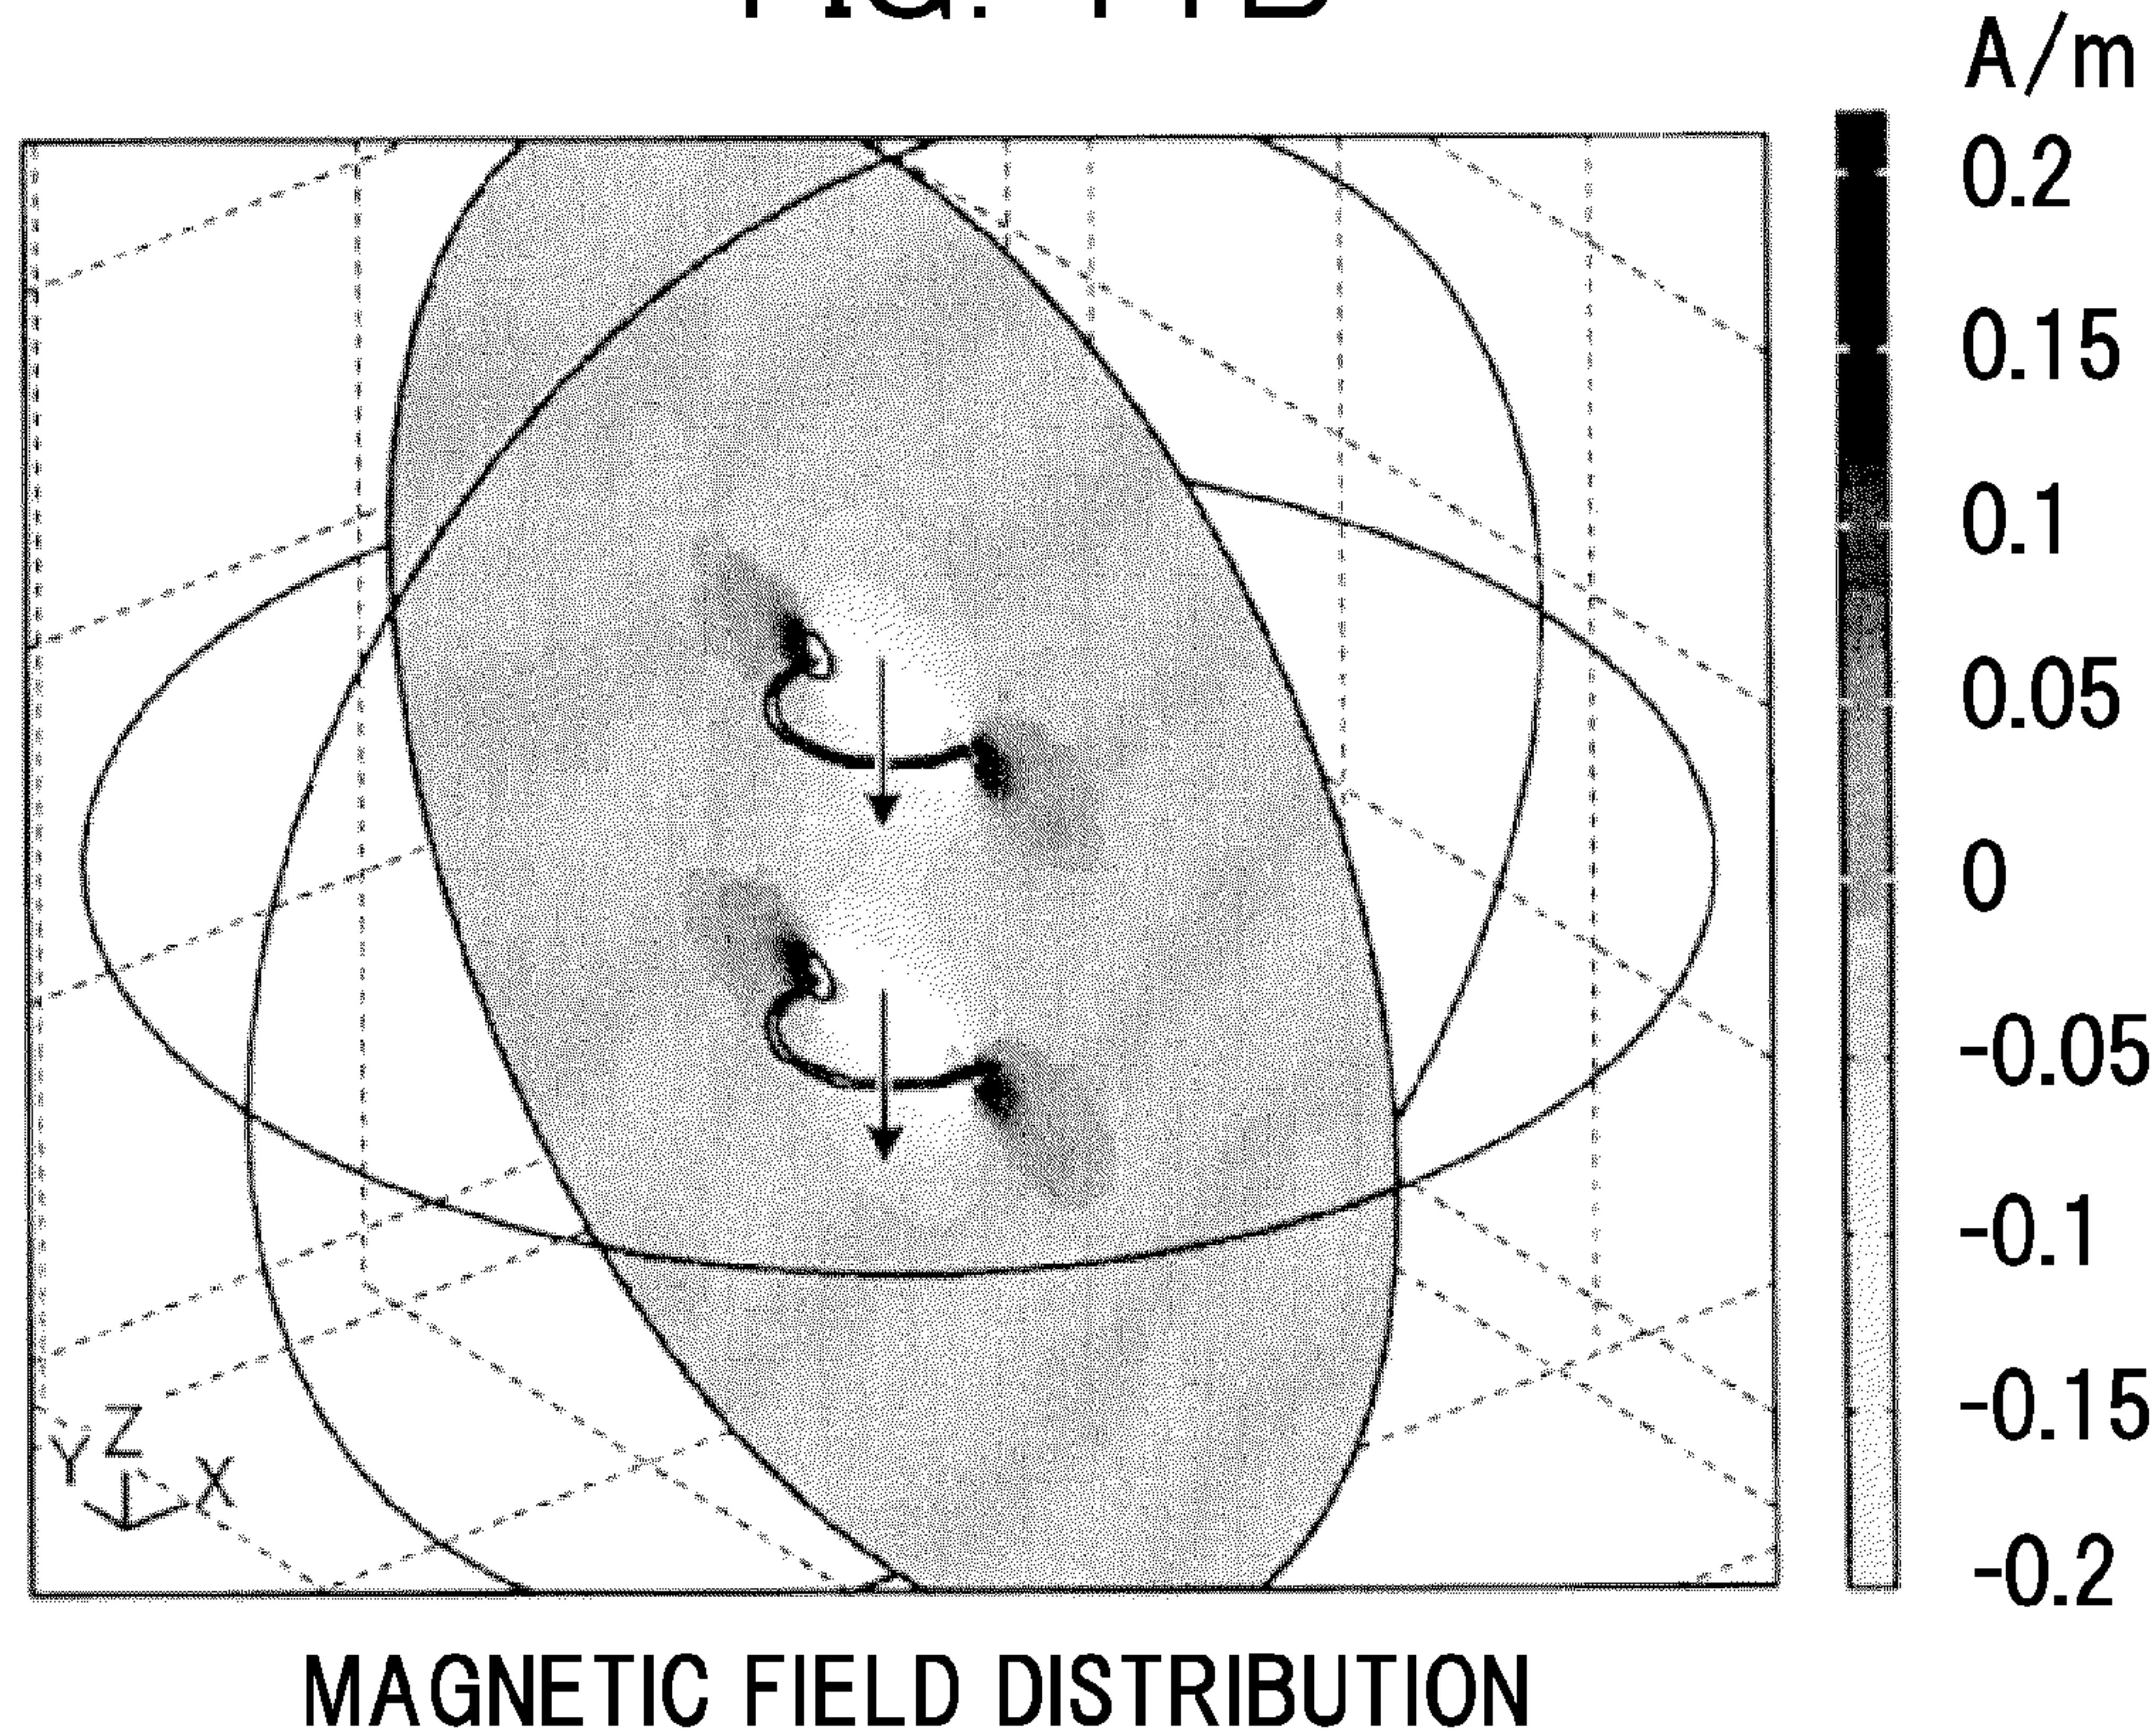 A/m
0.2
0.15
0.1
0.05
0
-0.05
-0.1
-0.15
-0.2
Z
Y
X
MAGNETIC FIELD DISTRIBUTION